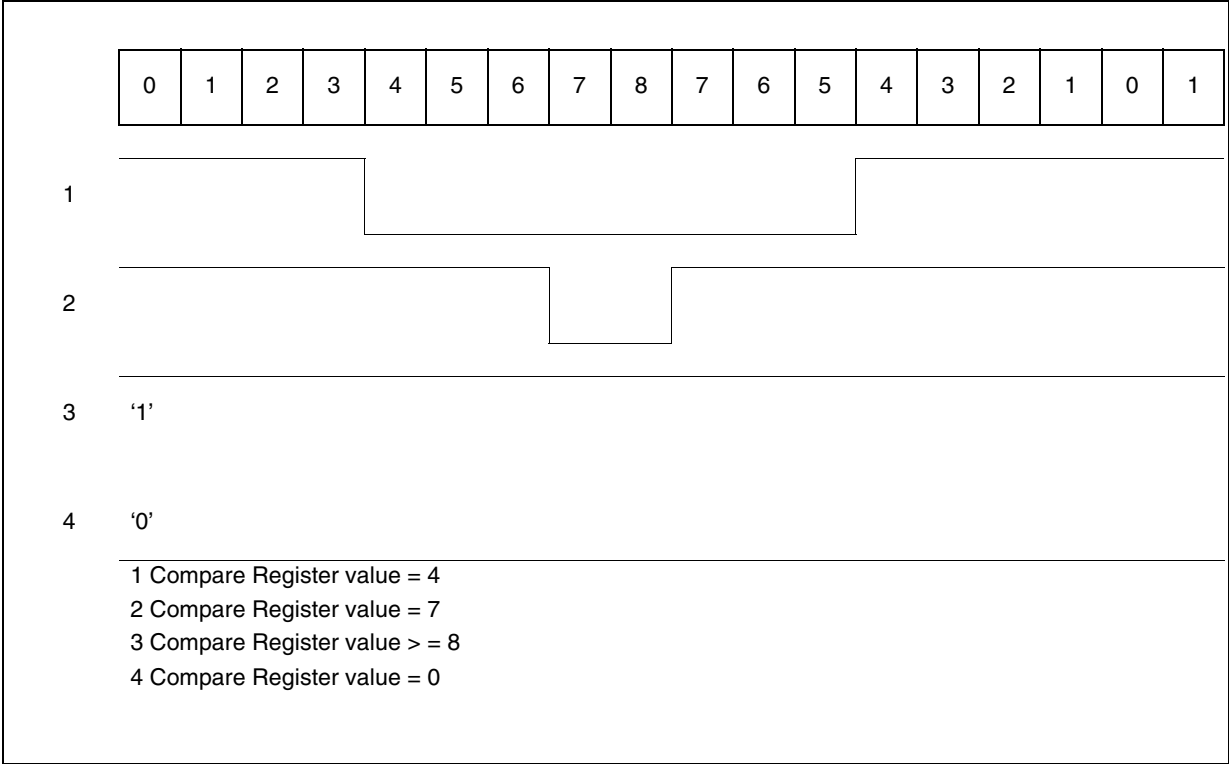 0 1 2 3 4 5 6 7 8 7 6 5 4 3 2 1 0 1
1
2
3 ‘1’
4 ‘0’
1 Compare Register value = 4
2 Compare Register value = 7
3 Compare Register value > = 8
4 Compare Register value = 0